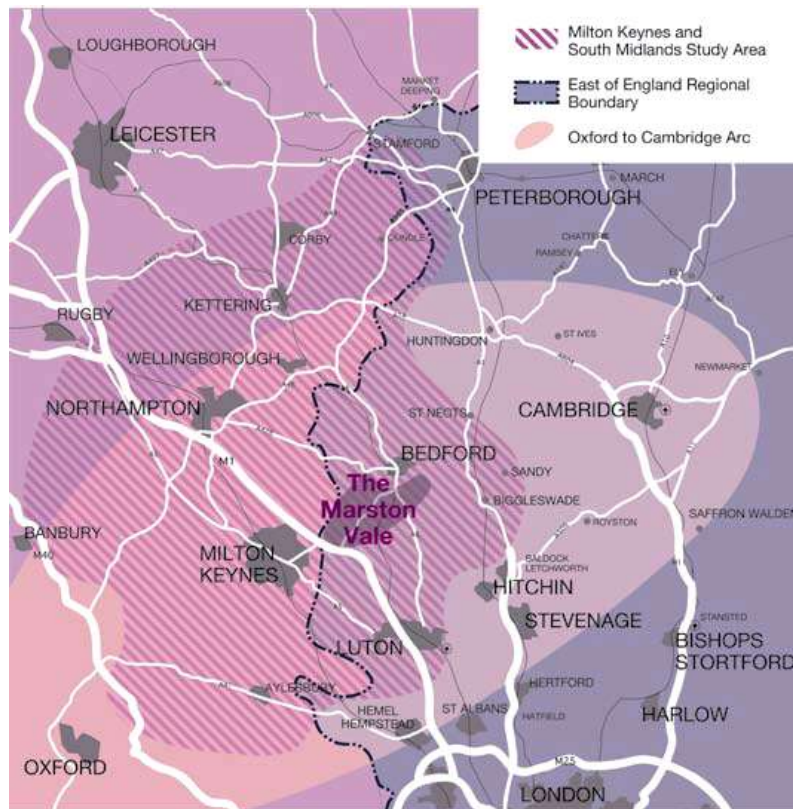 Milton Keynes and
South Midlands Study Area
East of England Regional
Boundary
Oxford to Cambridge Arc
LOUGHBOROUGH
MARKET
DEEPING
LEICESTER
STAMFORD
PETERBOROUGH
MARCH
CORBY
OUNDLE
CHATTERIS
RAMSEY
ELY
KETTERING
RUGBY
HUNTINGDON
ST IVES
WELLINGBOROUGH
NEWMARKET
NORTHAMPTON
CAMBRIDGE
ST NEOTS
M1
BEDFORD
SANDY
The
Marston
Vale
BIGGLESWADE
ROYSTON
SAFFRON WALDEN
BANBURY
M40
MILTON
KEYNES
BALDOCK
LETCHWORTH
HITCHIN
STEVENAGE
STANSTED
LUTON
BISHOPS
STORTFORD
AYLESBURY
HERTFORD
HEMEL
HEMPSTEAD
ST ALBANS
HATFIELD
HARLOW
OXFORD
M25
LONDON